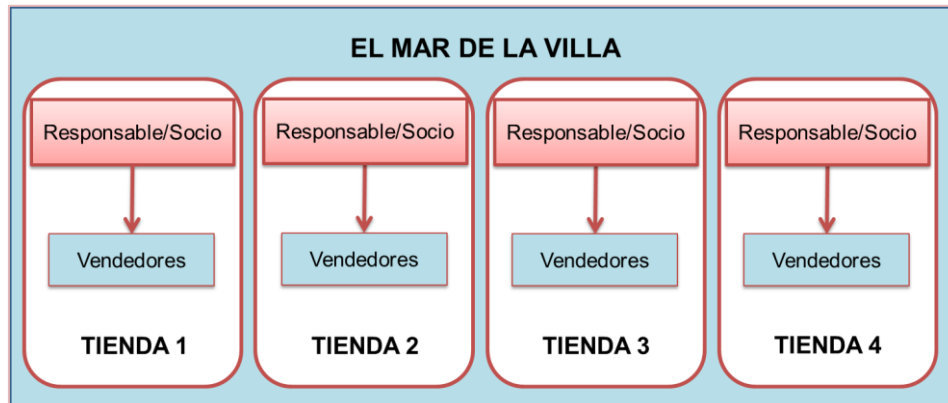 EL MAR DE LA VILLA
Responsable/Socio
Vendedores
TIENDA 1
Responsable/Socio
Vendedores
TIENDA 2
Responsable/Socio
Vendedores
TIENDA 3
Responsable/Socio
Vendedores
TIENDA 4